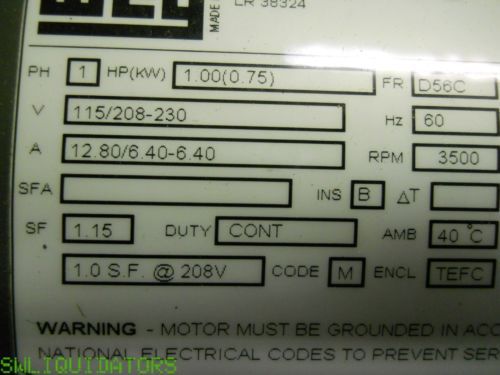 MADE
LR 38324
PH 1 HP(KW) 1.00(0.75) FR D56C
V 115/208-230 Hz 60
A 12.80/6.40-6.40 RPM 3500
SFA INS B ΔT
SF 1.15 DUTY CONT AMB 40°C
1.0 S.F. @ 208V CODE M ENCL TEFC
WARNING - MOTOR MUST BE GROUNDED IN ACC
NATIONAL ELECTRICAL CODES TO PREVENT SER
SWLIQUIDATORS